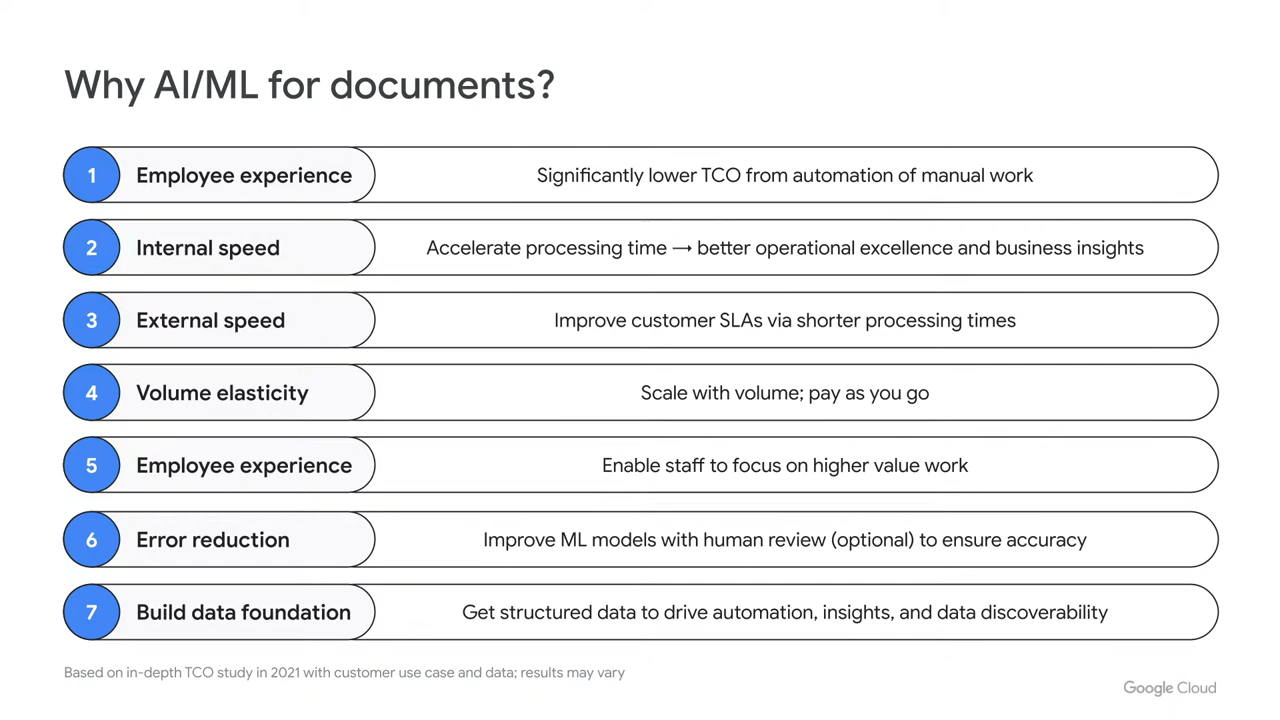 Why AI/ML for documents?
1 Employee experience Significantly lower TCO from automation of manual work
2 Internal speed Accelerate processing time → better operational excellence and business insights
3 External speed Improve customer SLAs via shorter processing times
4 Volume elasticity Scale with volume; pay as you go
5 Employee experience Enable staff to focus on higher value work
6 Error reduction Improve ML models with human review (optional) to ensure accuracy
7 Build data foundation Get structured data to drive automation, insights, and data discoverability
Based on in-depth TCO study in 2021 with customer use case and data; results may vary
Google Cloud